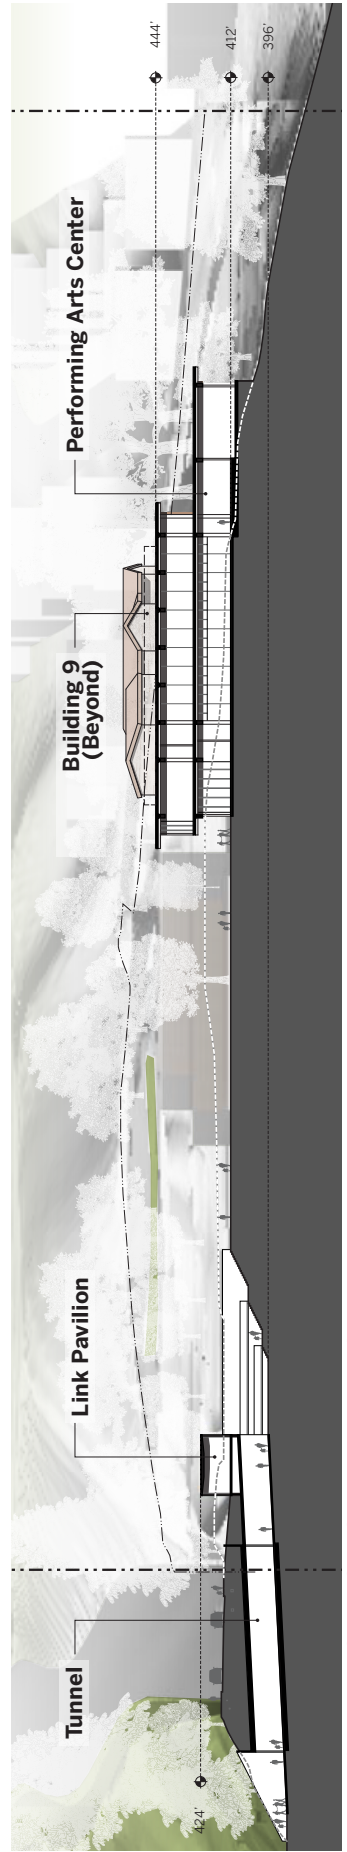 Tunnel
Link Pavilion
Building 9
(Beyond)
Performing Arts Center
444'
424'
412'
396'